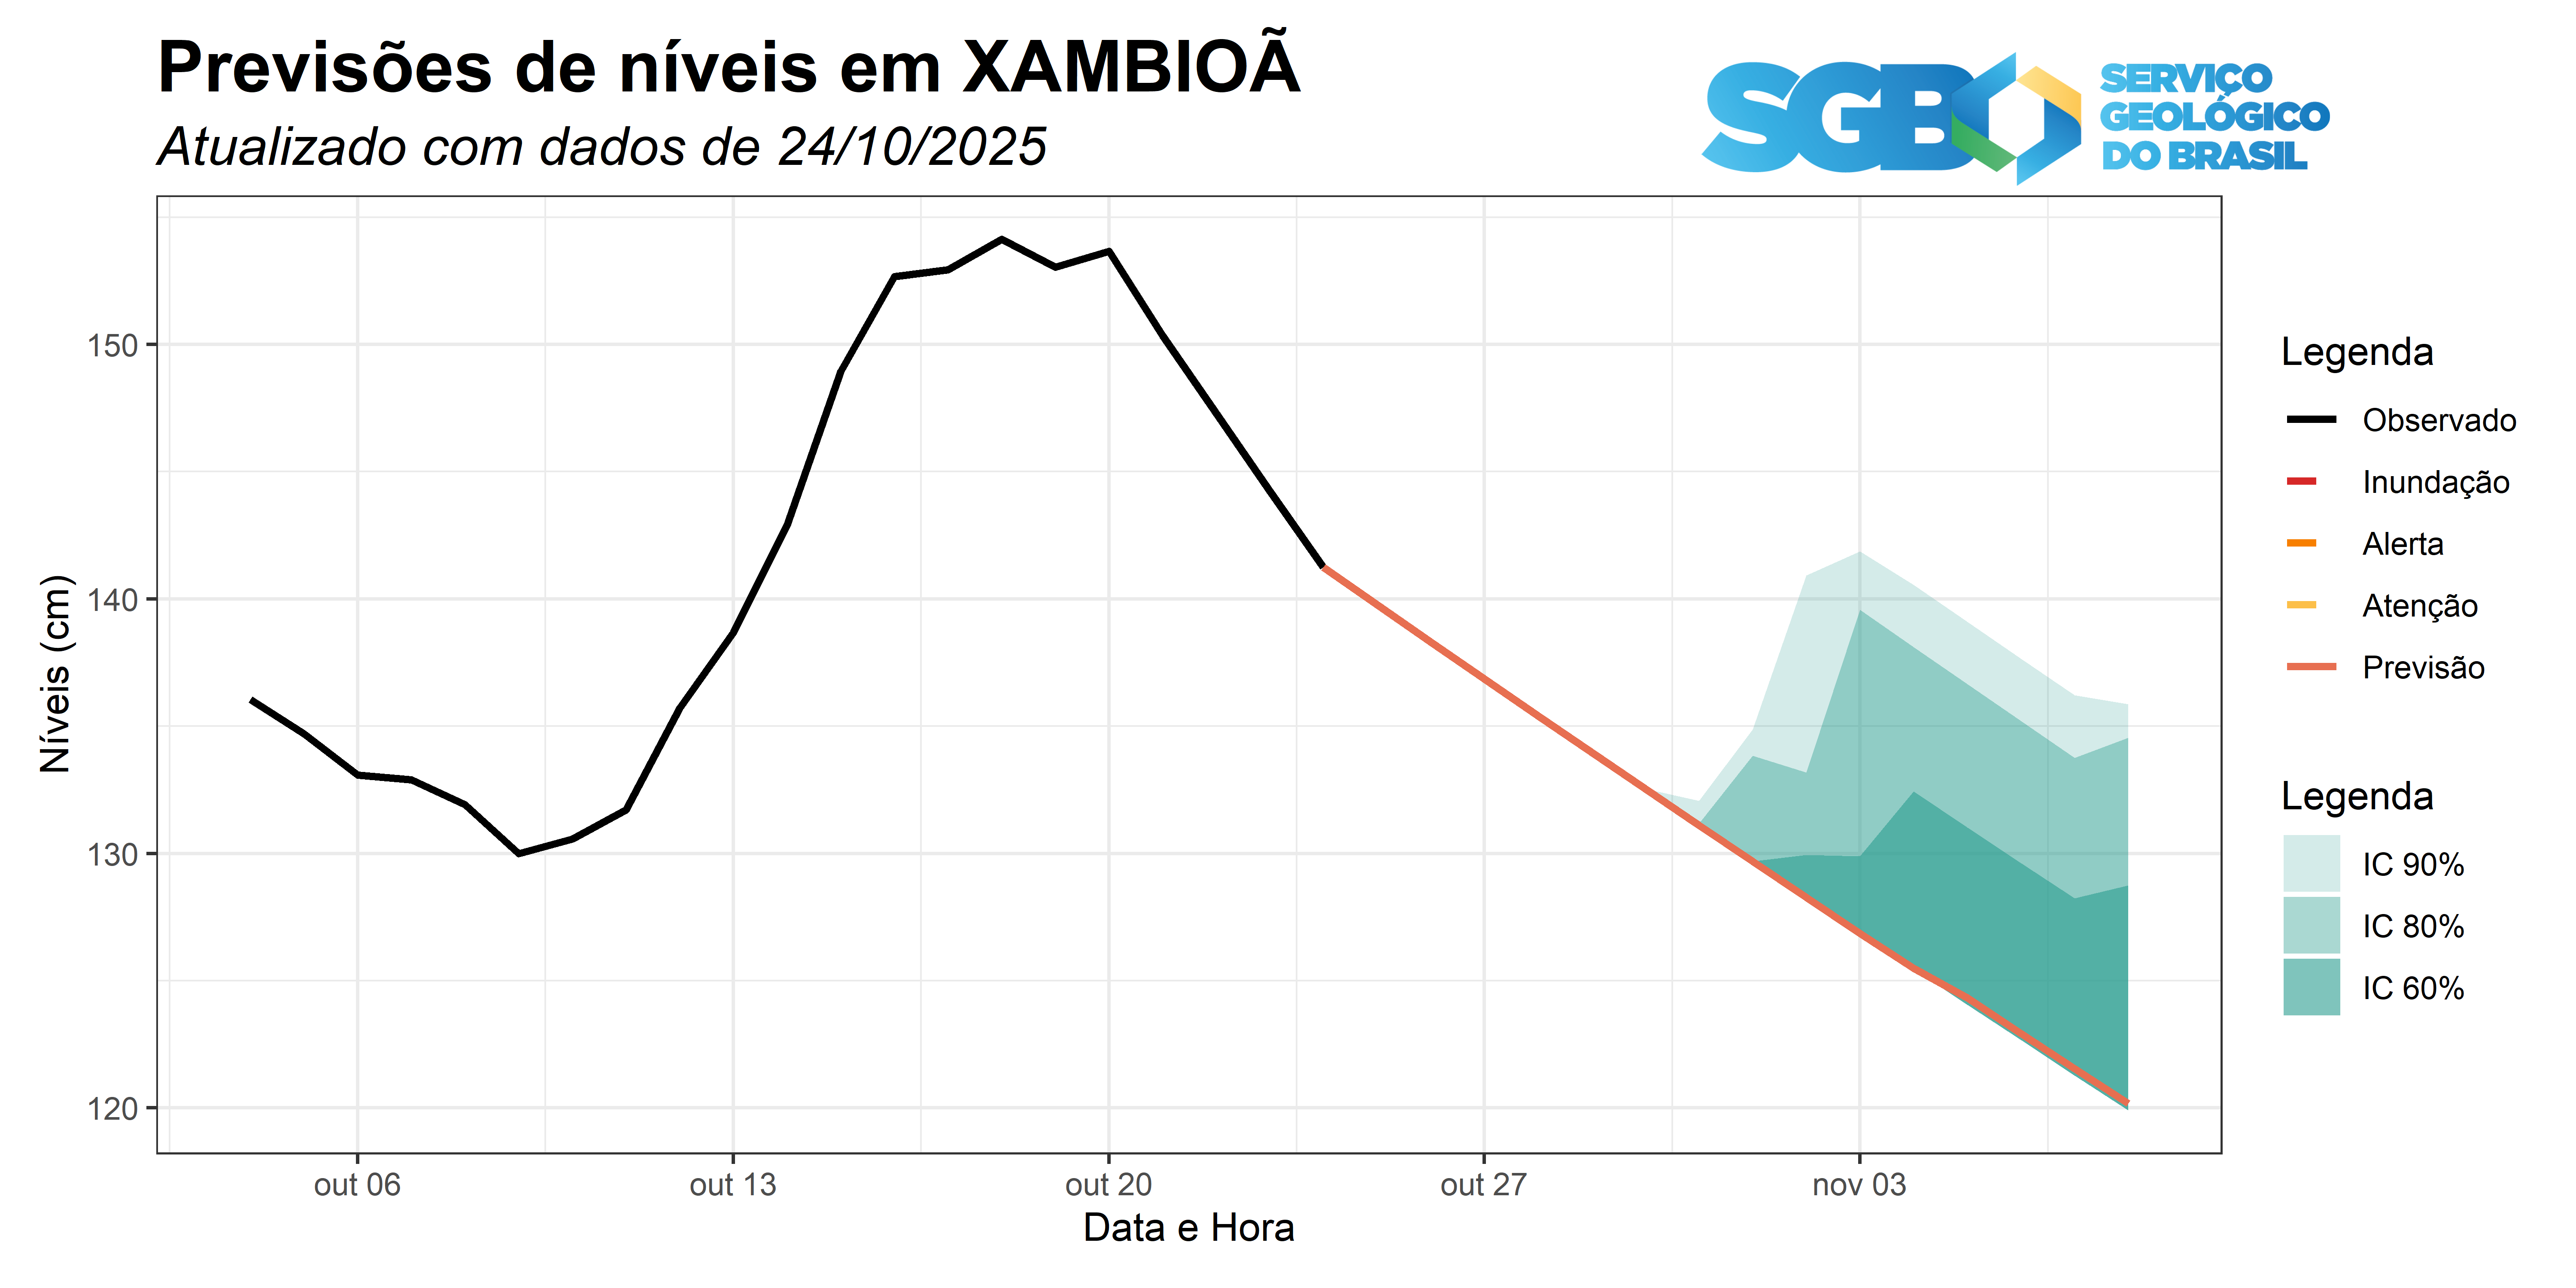 Previsões de níveis em XAMBIOÃ
Atualizado com dados de 24/10/2025
SGB
SERVIÇO
GEOLÓGICO
DO BRASIL
Níveis (cm)
150
140
130
120
out 06
out 13
out 20
out 27
nov 03
Data e Hora
Legenda
Observado
Inundação
Alerta
Atenção
Previsão
Legenda
IC 90%
IC 80%
IC 60%